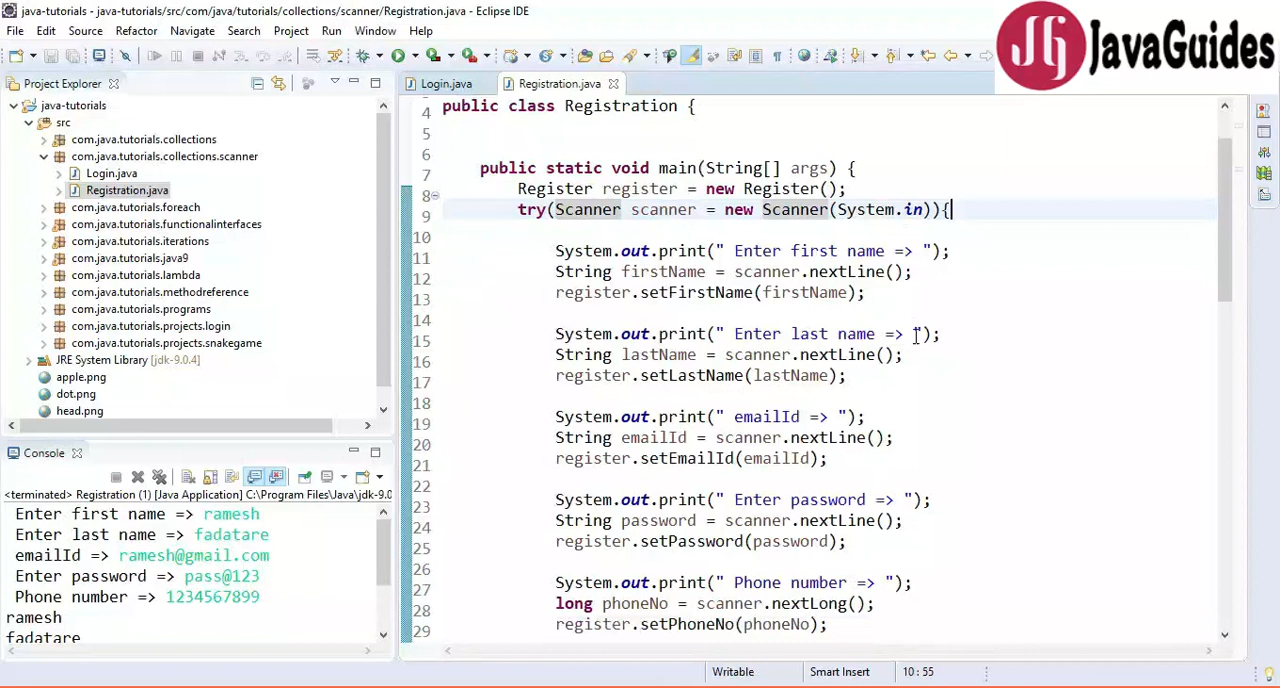 java-tutorials - java-tutorials/src/com/java/tutorials/collections/scanner/Registration.java - Eclipse IDE
JavaGuides
File Edit Source Refactor Navigate Search Project Run Window Help
Project Explorer
Login.java
Registration.java
java-tutorials
src
com.java.tutorials.collections
com.java.tutorials.collections.scanner
Login.java
Registration.java
com.java.tutorials.foreach
com.java.tutorials.functionalinterfaces
com.java.tutorials.iterations
com.java.tutorials.java9
com.java.tutorials.lambda
com.java.tutorials.methodreference
com.java.tutorials.programs
com.java.tutorials.projects.login
com.java.tutorials.projects.snakegame
JRE System Library [jdk-9.0.4]
apple.png
dot.png
head.png
Console
<terminated> Registration (1) [Java Application] C:\Program Files\Java\jdk-9.0
Enter first name => ramesh
Enter last name => fadatare
emailId => ramesh@gmail.com
Enter password => pass@123
Phone number => 1234567899
ramesh
fadatare
4 public class Registration {
5
6
7 public static void main(String[] args) {
8 Register register = new Register();
9 try(Scanner scanner = new Scanner(System.in)){
10
11 System.out.print(" Enter first name => ");
12 String firstName = scanner.nextLine();
13 register.setFirstName(firstName);
14
15 System.out.print(" Enter last name => ");
16 String lastName = scanner.nextLine();
17 register.setLastName(lastName);
18
19 System.out.print(" emailId => ");
20 String emailId = scanner.nextLine();
21 register.setEmailId(emailId);
22
23 System.out.print(" Enter password => ");
24 String password = scanner.nextLine();
25 register.setPassword(password);
26
27 System.out.print(" Phone number => ");
28 long phoneNo = scanner.nextLong();
29 register.setPhoneNo(phoneNo);
Writable Smart Insert 10 : 55